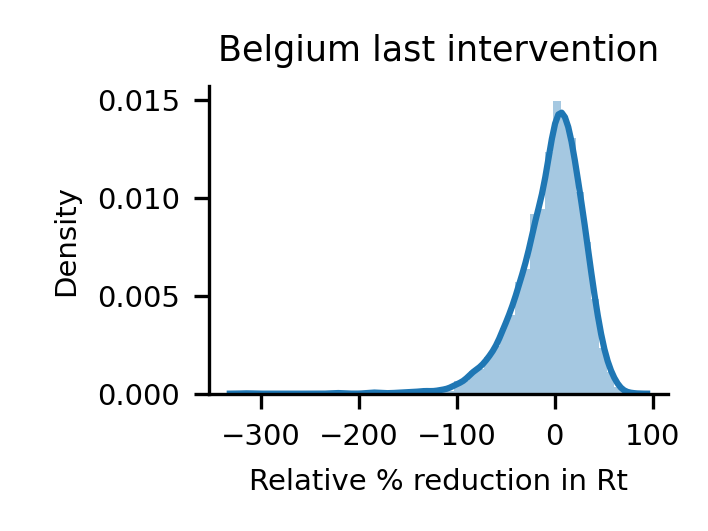 Belgium last intervention
0.015
0.010
0.005
0.000
Density
−300 −200 −100 0 100
Relative % reduction in Rt